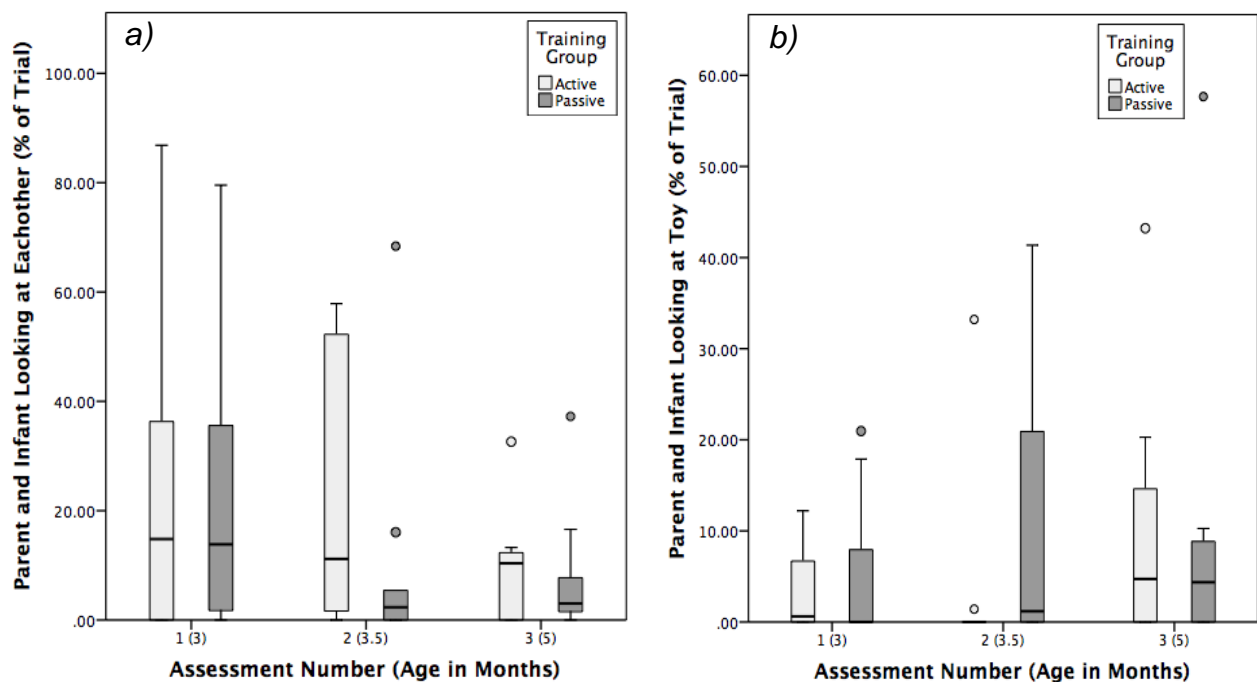 a)
Training
Group
Active
Passive
Parent and Infant Looking at Eachother (% of Trial)
100.00
80.00
60.00
40.00
20.00
.00
1 (3)
2 (3.5)
3 (5)
Assessment Number (Age in Months)
b)
Training
Group
Active
Passive
Parent and Infant Looking at Toy (% of Trial)
60.00
50.00
40.00
30.00
20.00
10.00
.00
1 (3)
2 (3.5)
3 (5)
Assessment Number (Age in Months)